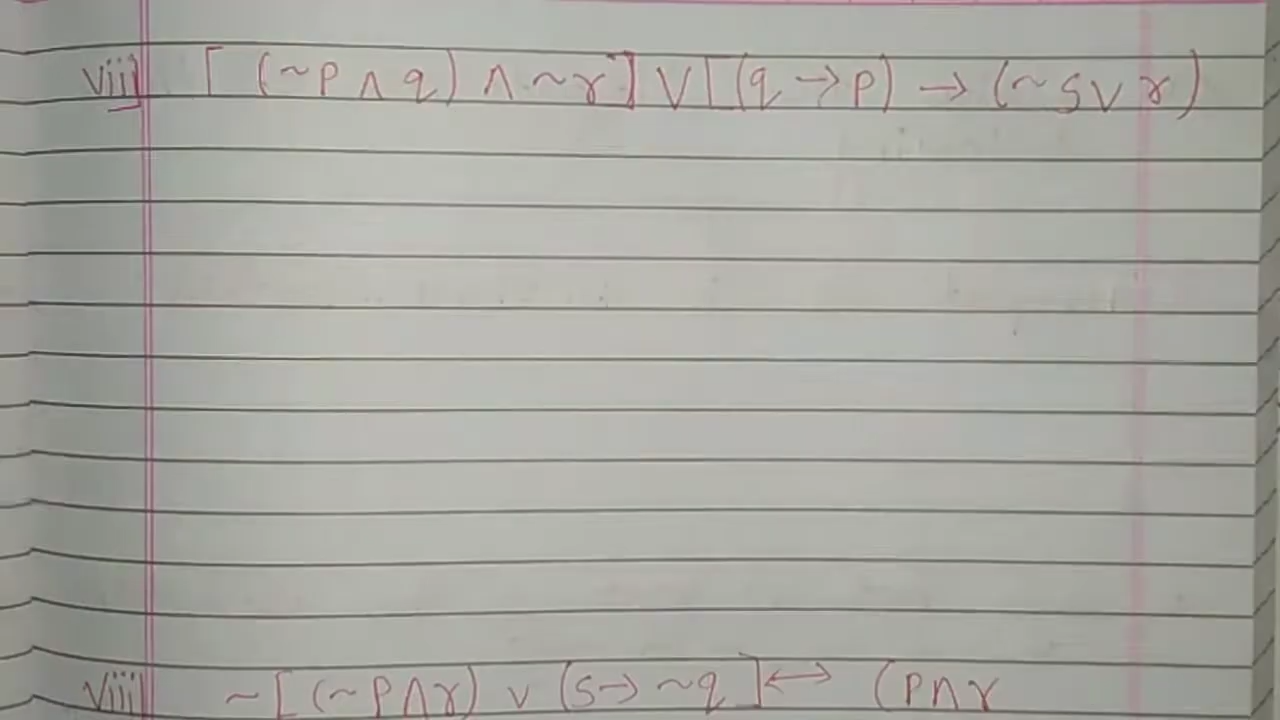 vii] [ (~p ∧ q) ∧ ~r ] ∨ [ (q → p) → (~s ∨ r)
viii] ~ [ (~p ∧ r) ∨ (s → ~q ] ↔ (p ∧ r